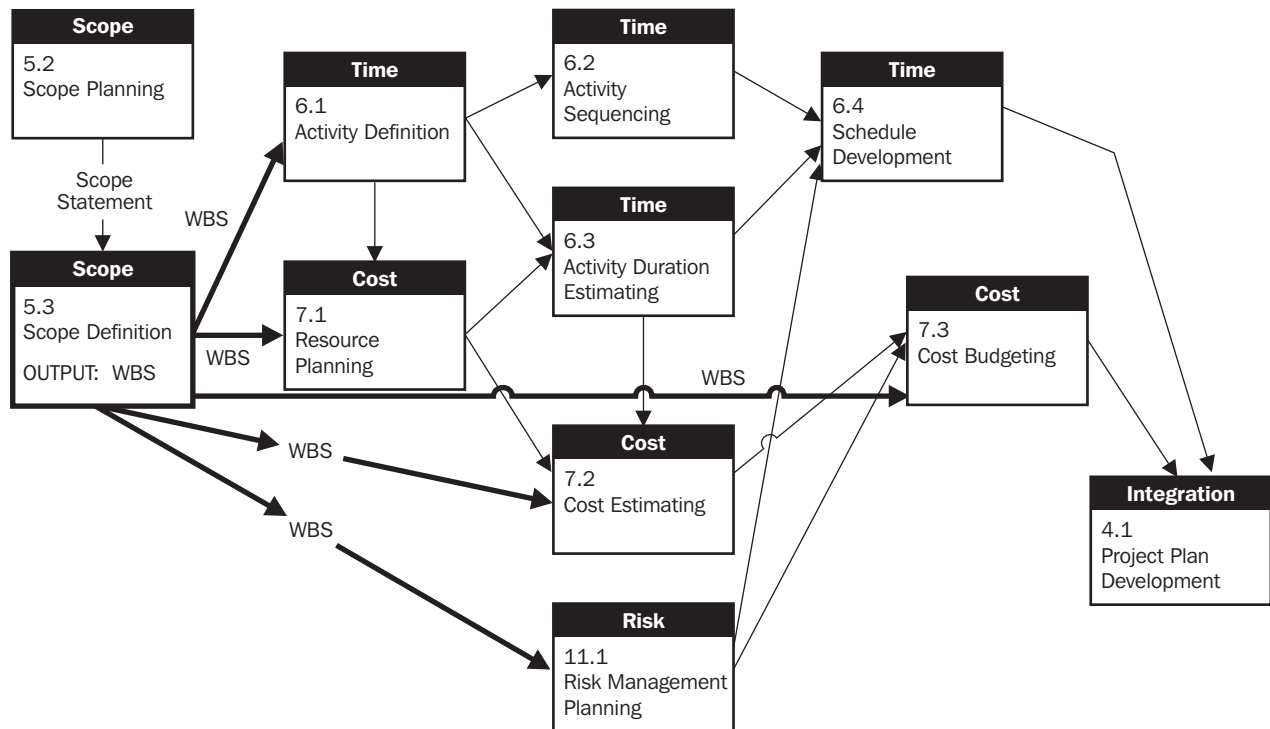 Scope
5.2
Scope Planning
Scope
Statement
Scope
5.3
Scope Definition
OUTPUT: WBS
WBS
WBS
WBS
WBS
WBS
Time
6.1
Activity Definition
Cost
7.1
Resource
Planning
Time
6.2
Activity
Sequencing
Time
6.3
Activity Duration
Estimating
Cost
7.2
Cost Estimating
Risk
11.1
Risk Management
Planning
Time
6.4
Schedule
Development
Cost
7.3
Cost Budgeting
Integration
4.1
Project Plan
Development